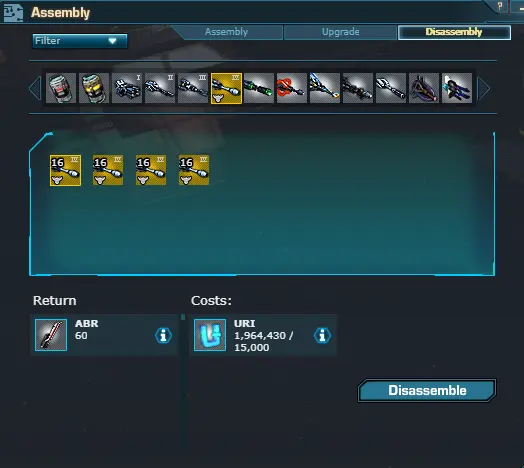 Assembly
?
Filter
Assembly
Upgrade
Disassembly
I
II
III
IV
16
16
16
16
Return
Costs:
ABR
60
i
URI
1,964,430 /
15,000
i
Disassemble